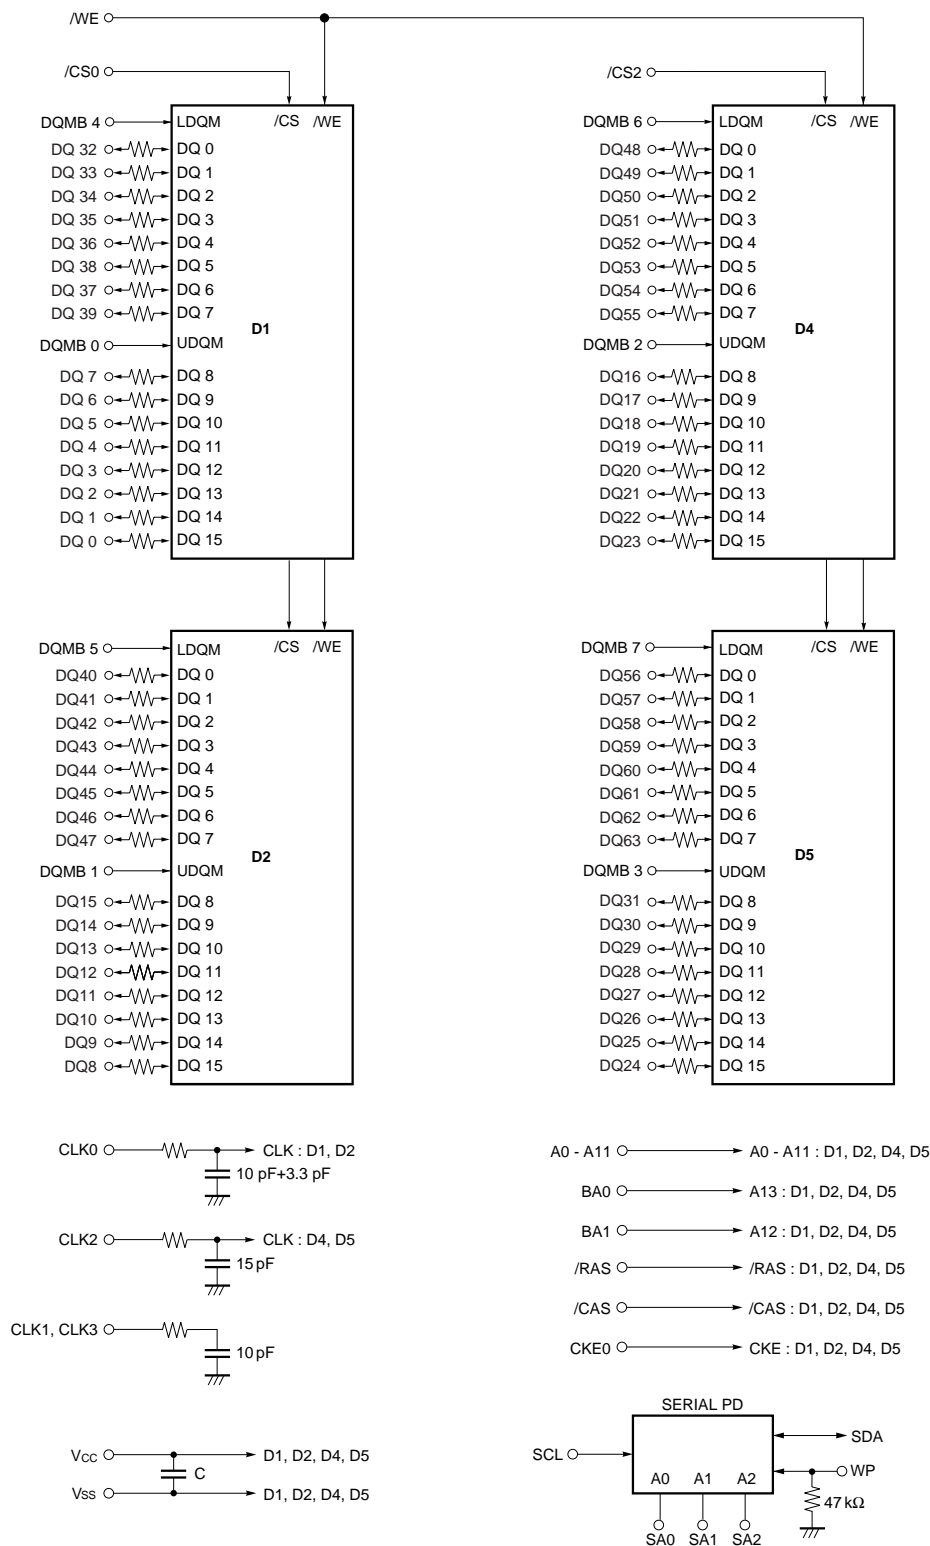 /WE
/CS0
DQMB 4 LDQM /CS /WE
DQ 32 DQ 0
DQ 33 DQ 1
DQ 34 DQ 2
DQ 35 DQ 3
DQ 36 DQ 4
DQ 38 DQ 5
DQ 37 DQ 6
DQ 39 DQ 7
D1
DQMB 0 UDQM
DQ 7 DQ 8
DQ 6 DQ 9
DQ 5 DQ 10
DQ 4 DQ 11
DQ 3 DQ 12
DQ 2 DQ 13
DQ 1 DQ 14
DQ 0 DQ 15
/CS2
DQMB 6 LDQM /CS /WE
DQ48 DQ 0
DQ49 DQ 1
DQ50 DQ 2
DQ51 DQ 3
DQ52 DQ 4
DQ53 DQ 5
DQ54 DQ 6
DQ55 DQ 7
D4
DQMB 2 UDQM
DQ16 DQ 8
DQ17 DQ 9
DQ18 DQ 10
DQ19 DQ 11
DQ20 DQ 12
DQ21 DQ 13
DQ22 DQ 14
DQ23 DQ 15
DQMB 5 LDQM /CS /WE
DQ40 DQ 0
DQ41 DQ 1
DQ42 DQ 2
DQ43 DQ 3
DQ44 DQ 4
DQ45 DQ 5
DQ46 DQ 6
DQ47 DQ 7
D2
DQMB 1 UDQM
DQ15 DQ 8
DQ14 DQ 9
DQ13 DQ 10
DQ12 DQ 11
DQ11 DQ 12
DQ10 DQ 13
DQ9 DQ 14
DQ8 DQ 15
DQMB 7 LDQM /CS /WE
DQ56 DQ 0
DQ57 DQ 1
DQ58 DQ 2
DQ59 DQ 3
DQ60 DQ 4
DQ61 DQ 5
DQ62 DQ 6
DQ63 DQ 7
D5
DQMB 3 UDQM
DQ31 DQ 8
DQ30 DQ 9
DQ29 DQ 10
DQ28 DQ 11
DQ27 DQ 12
DQ26 DQ 13
DQ25 DQ 14
DQ24 DQ 15
CLK0 CLK : D1, D2
10 pF+3.3 pF
CLK2 CLK : D4, D5
15 pF
CLK1, CLK3
10 pF
Vcc D1, D2, D4, D5
C
Vss D1, D2, D4, D5
A0 - A11 A0 - A11 : D1, D2, D4, D5
BA0 A13 : D1, D2, D4, D5
BA1 A12 : D1, D2, D4, D5
/RAS /RAS : D1, D2, D4, D5
/CAS /CAS : D1, D2, D4, D5
CKE0 CKE : D1, D2, D4, D5
SERIAL PD
SDA
SCL
WP
A0 A1 A2
47 kΩ
SA0 SA1 SA2